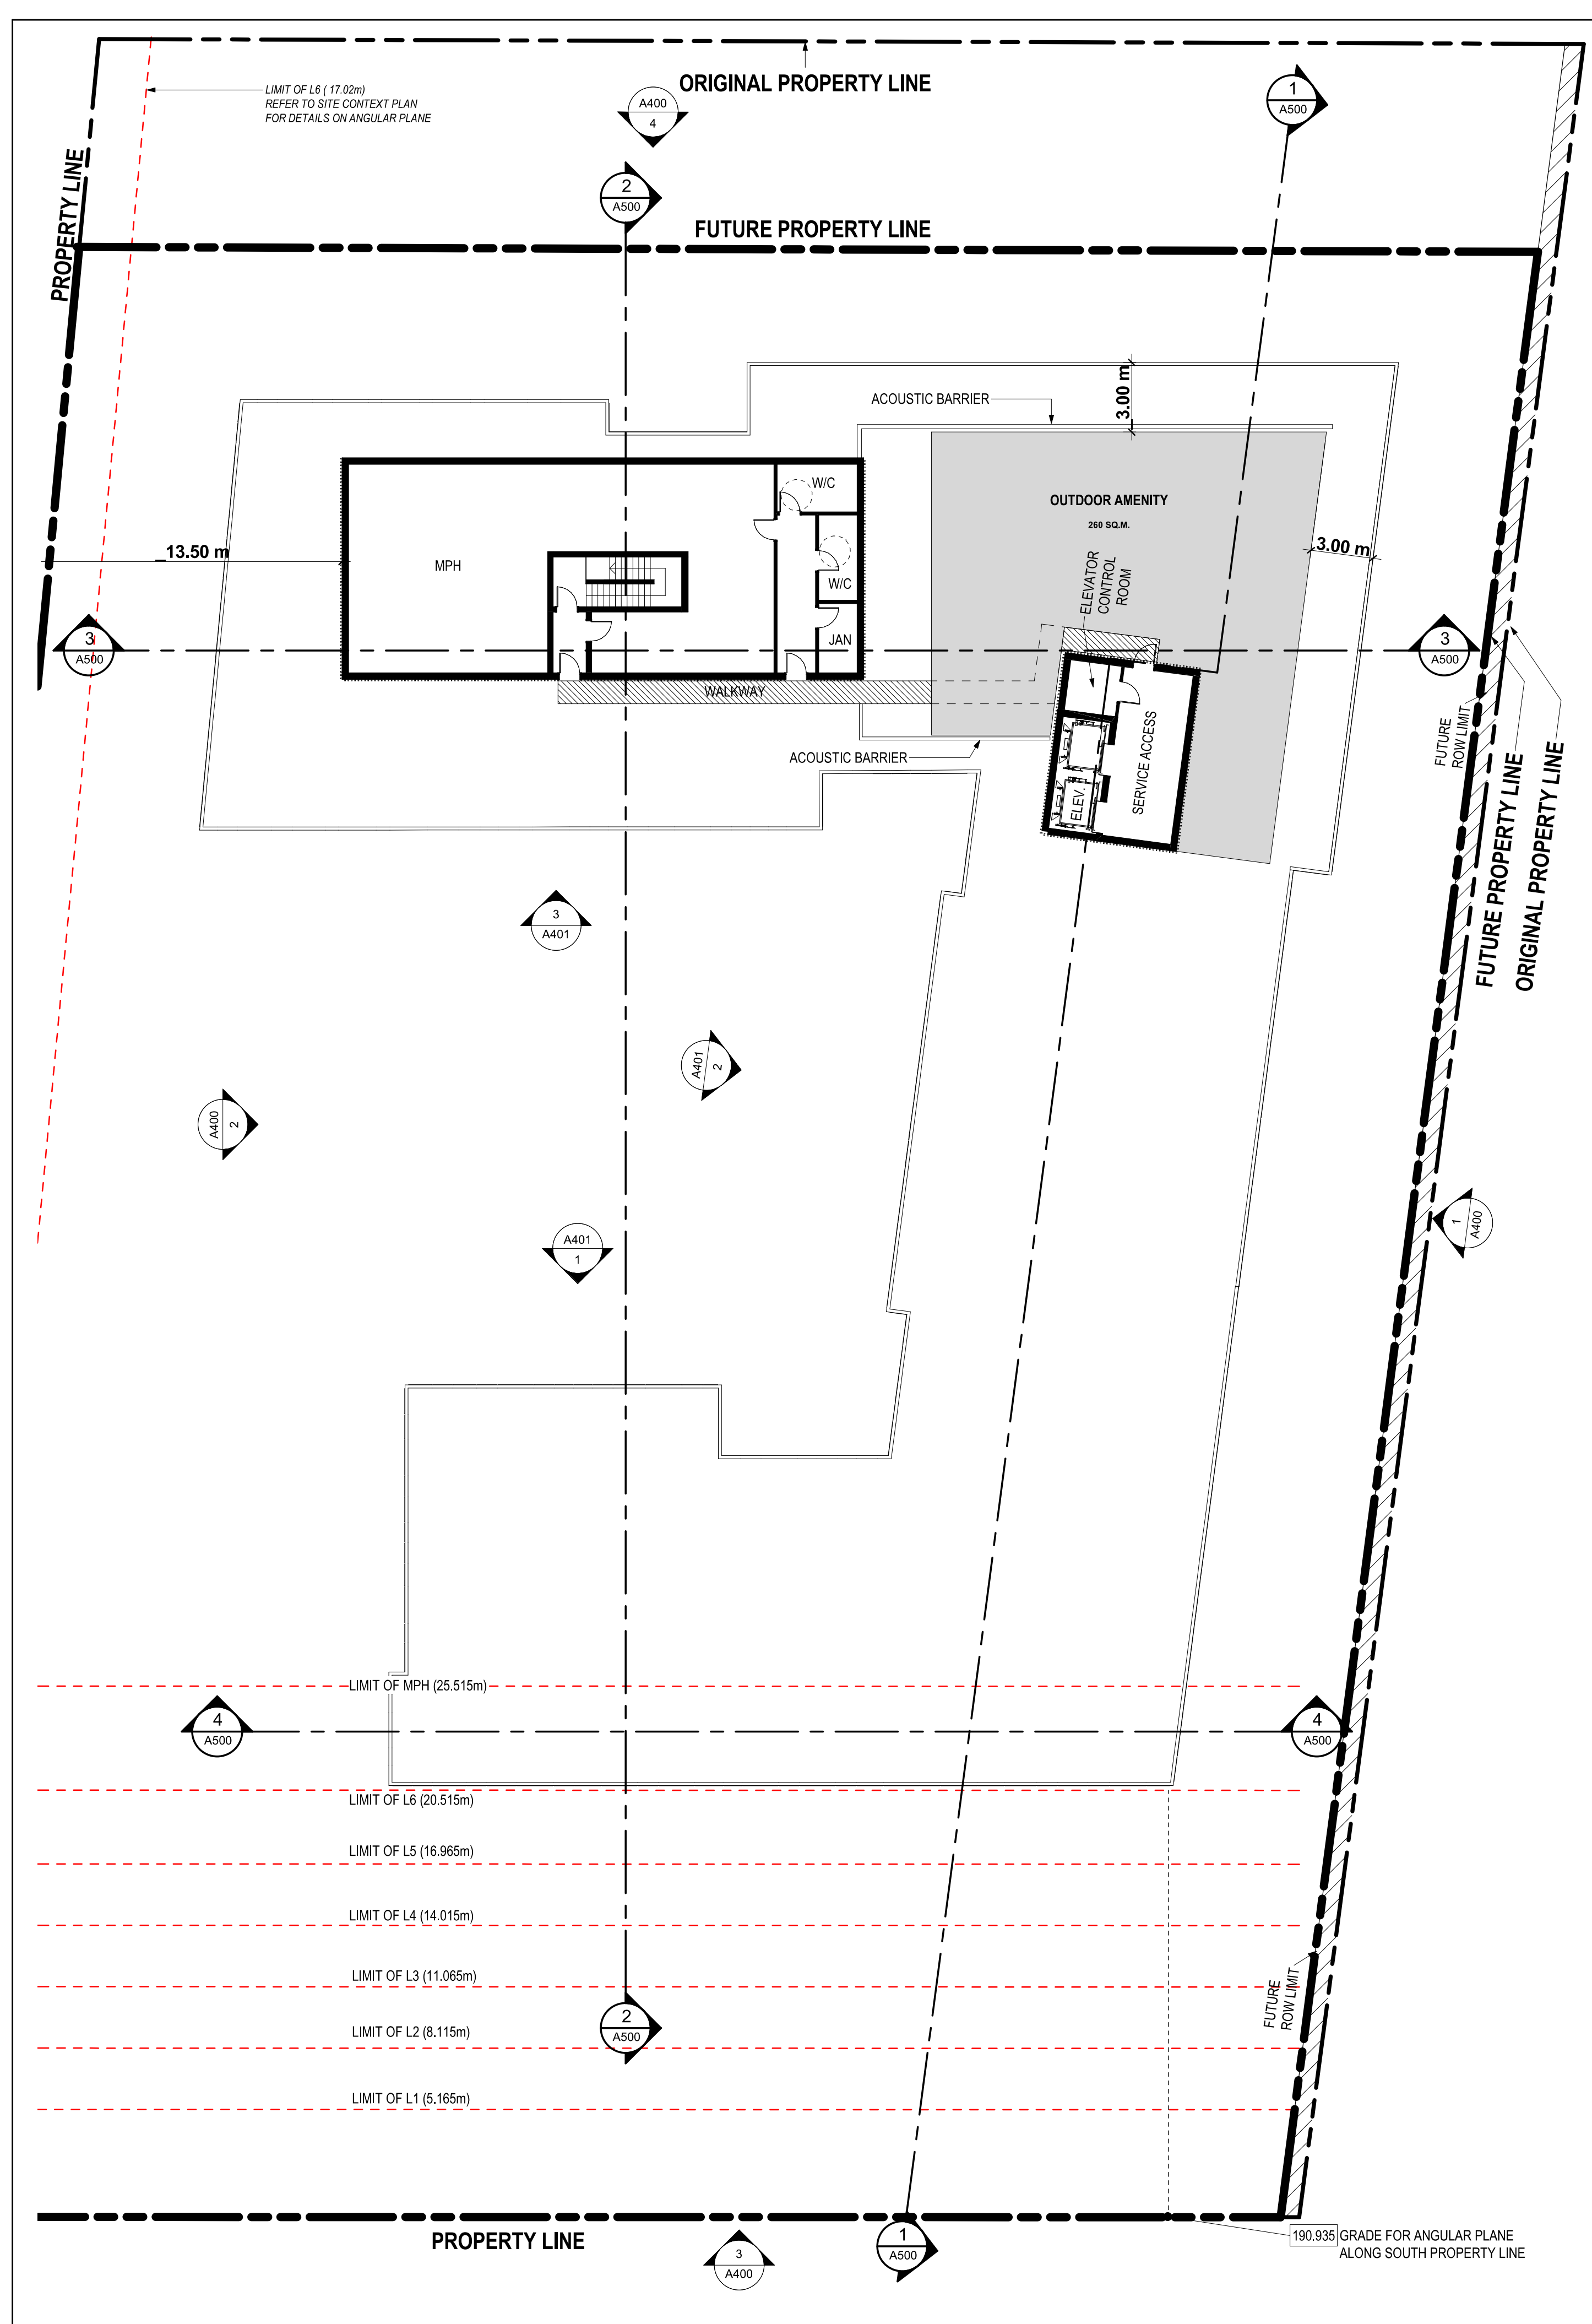 LIMIT OF L6 ( 17.02m)
REFER TO SITE CONTEXT PLAN
FOR DETAILS ON ANGULAR PLANE
ORIGINAL PROPERTY LINE
A400
4
1
A500
PROPERTY LINE
2
A500
FUTURE PROPERTY LINE
ACOUSTIC BARRIER
3.00 m
W/C
OUTDOOR AMENITY
260 SQ.M.
13.50 m
MPH
3.00 m
W/C
ELEVATOR
CONTROL
ROOM
JAN
3
A500
3
A500
WALKWAY
ACOUSTIC BARRIER
SERVICE ACCESS
ELEV.
FUTURE
ROW LIMIT
FUTURE PROPERTY LINE
ORIGINAL PROPERTY LINE
3
A401
A401
2
A400
2
1
A400
A401
1
LIMIT OF MPH (25.515m)
4
A500
4
A500
LIMIT OF L6 (20.515m)
LIMIT OF L5 (16.965m)
LIMIT OF L4 (14.015m)
LIMIT OF L3 (11.065m)
FUTURE
ROW LIMIT
2
A500
LIMIT OF L2 (8.115m)
LIMIT OF L1 (5.165m)
PROPERTY LINE
3
A400
1
A500
190.935 GRADE FOR ANGULAR PLANE
ALONG SOUTH PROPERTY LINE